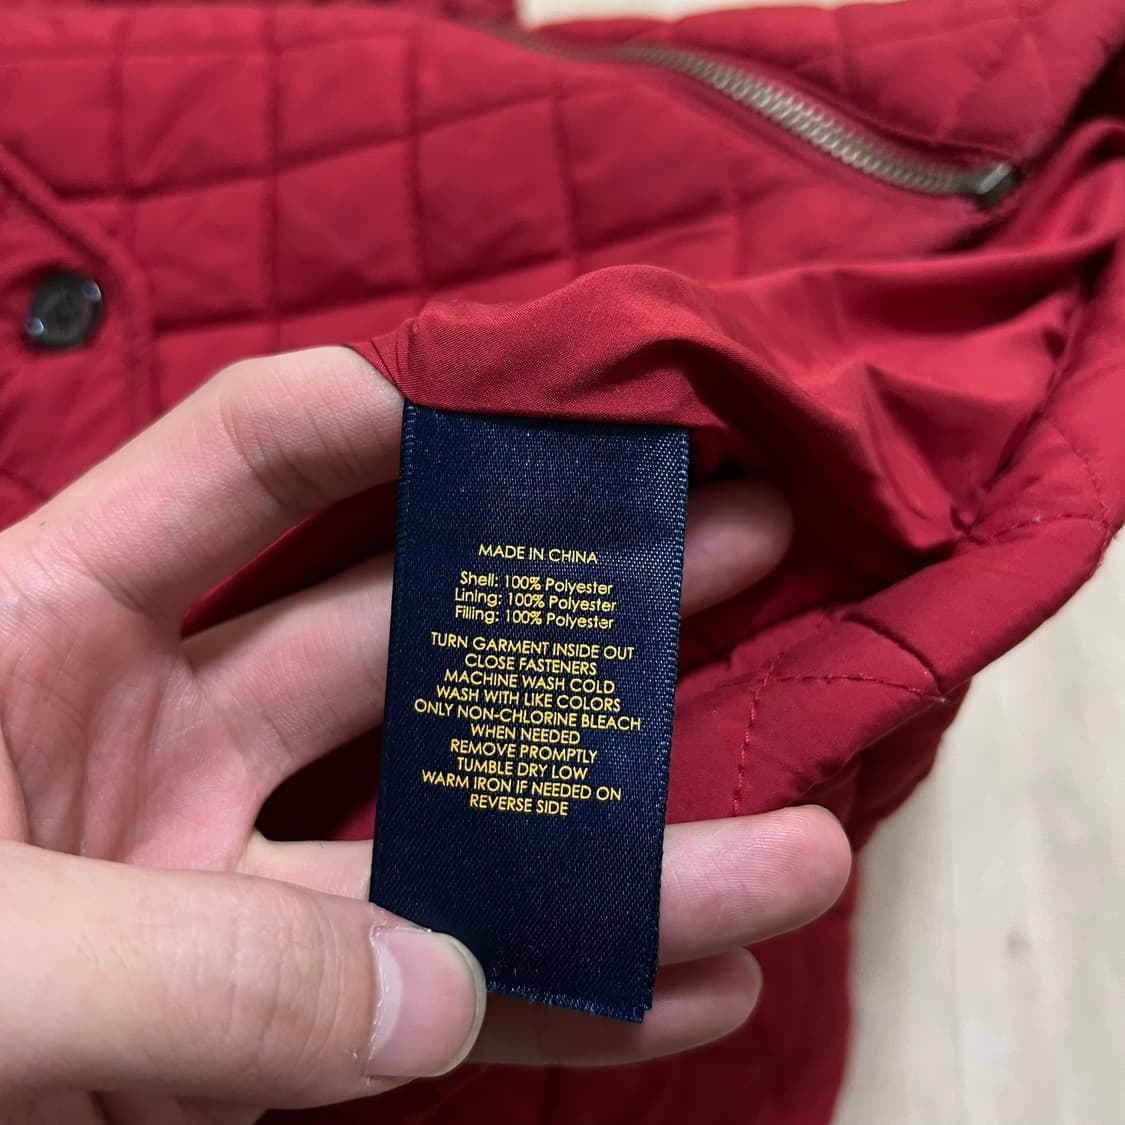 MADE IN CHINA
Shell: 100% Polyester
Lining: 100% Polyester
Filling: 100% Polyester
TURN GARMENT INSIDE OUT
CLOSE FASTENERS
MACHINE WASH COLD
WASH WITH LIKE COLORS
ONLY NON-CHLORINE BLEACH
WHEN NEEDED
REMOVE PROMPTLY
TUMBLE DRY LOW
WARM IRON IF NEEDED ON
REVERSE SIDE